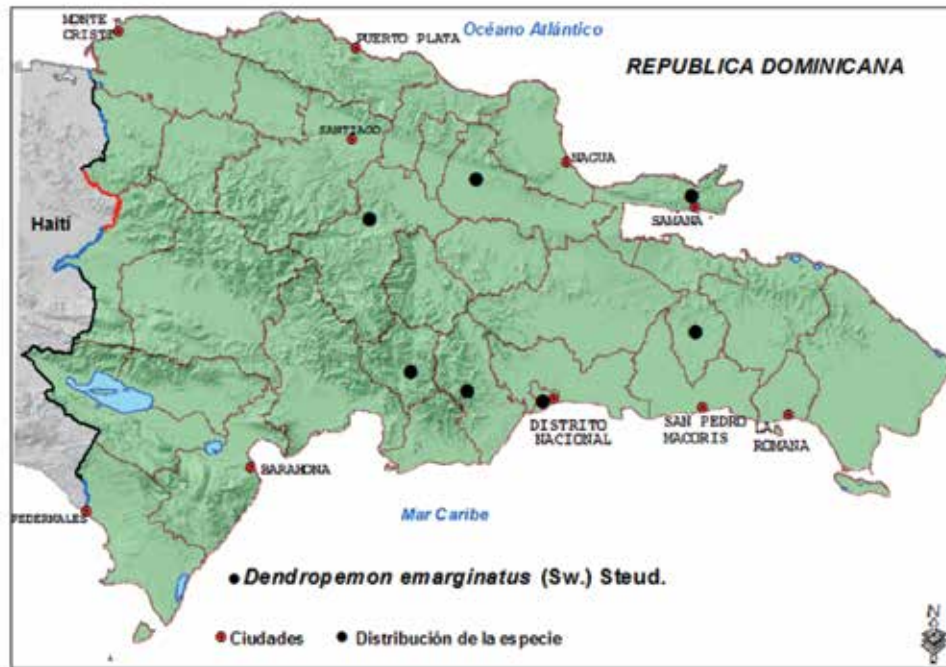 MONTE
CRISTI
PUERTO PLATA
Océano Atlántico
REPUBLICA DOMINICANA
SANTIAGO
NAGUA
SAMANA
Haití
DISTRITO
NACIONAL
SAN PEDRO
MACORIS
LA
ROMANA
BARAHONA
PEDERNALES
Mar Caribe
Dendropemon emarginatus (Sw.) Steud.
Ciudades
Distribución de la especie
N